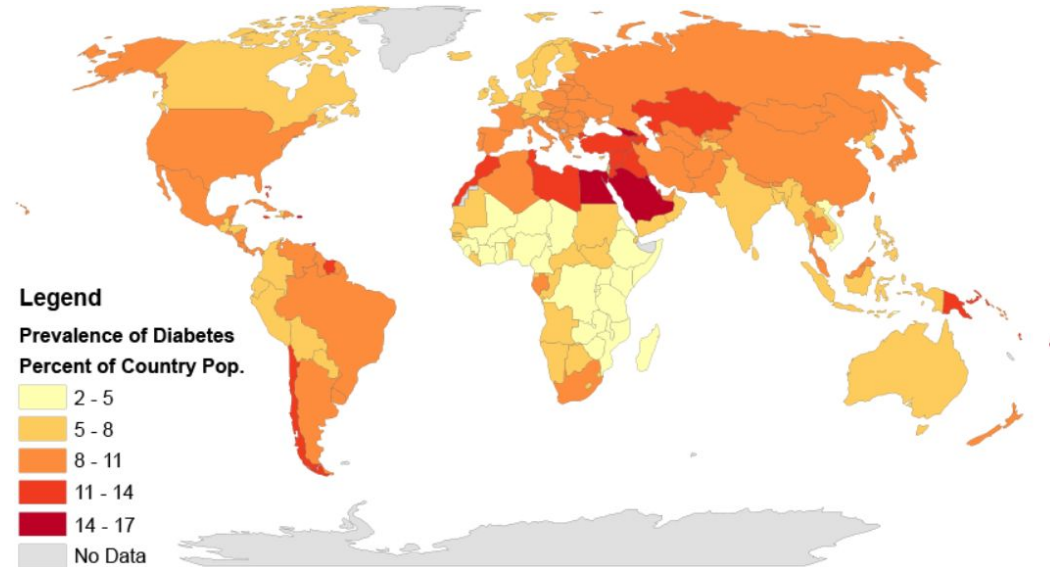 Legend
Prevalence of Diabetes
Percent of Country Pop.
2 - 5
5 - 8
8 - 11
11 - 14
14 - 17
No Data